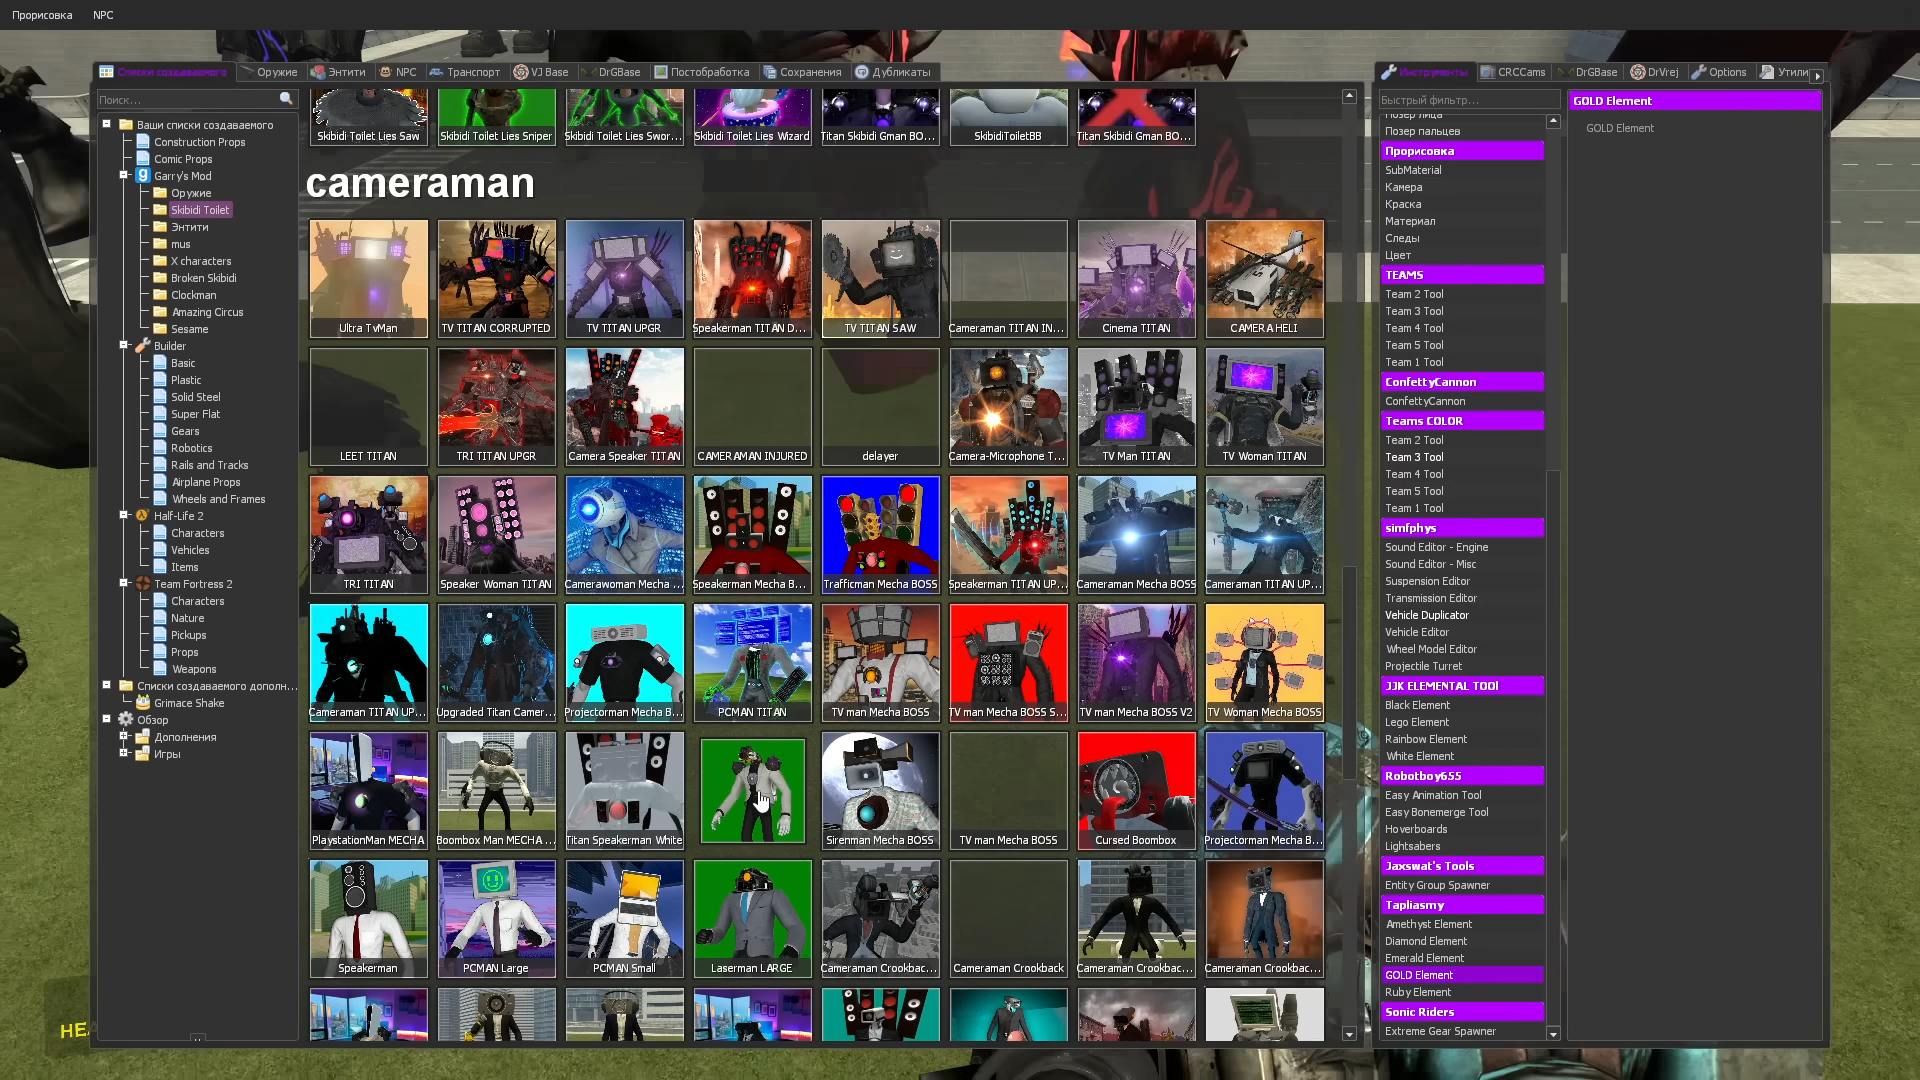 Прорисовка NPC
Списки создаваемого Оружие Энтити NPC Транспорт VJ Base DrGBase Постобработка Сохранения Дубликаты
Поиск...
Ваши списки создаваемого
Construction Props
Comic Props
Garry's Mod
Оружие
Skibidi Toilet
Энтити
mus
X characters
Broken Skibidi
Clockman
Amazing Circus
Sesame
Builder
Basic
Plastic
Solid Steel
Super Flat
Gears
Robotics
Rails and Tracks
Airplane Props
Wheels and Frames
Half-Life 2
Characters
Vehicles
Items
Team Fortress 2
Characters
Nature
Pickups
Props
Weapons
Списки создаваемого дополн...
Grimace Shake
Обзор
Дополнения
Игры
Skibidi Toilet Lies Saw
Skibidi Toilet Lies Sniper
Skibidi Toilet Lies Swor...
Skibidi Toilet Lies Wizard
Titan Skibidi Gman BO...
SkibidiToiletBB
Titan Skibidi Gman BO...
cameraman
Ultra TvMan
TV TITAN CORRUPTED
TV TITAN UPGR
Speakerman TITAN D...
TV TITAN SAW
Cameraman TITAN IN...
Cinema TITAN
CAMERA HELI
LEET TITAN
TRI TITAN UPGR
Camera Speaker TITAN
CAMERAMAN INJURED
delayer
Camera-Microphone T...
TV Man TITAN
TV Woman TITAN
TRI TITAN
Speaker Woman TITAN
Camerawoman Mecha ...
Speakerman Mecha B...
Trafficman Mecha BOSS
Speakerman TITAN UP...
Cameraman Mecha BOSS
Cameraman TITAN UP...
Cameraman TITAN UP...
Upgraded Titan Camer...
Projectorman Mecha B...
PCMAN TITAN
TV man Mecha BOSS
TV man Mecha BOSS S...
TV man Mecha BOSS V2
TV Woman Mecha BOSS
PlaystationMan MECHA
Boombox Man MECHA ...
Titan Speakerman White
Sirenman Mecha BOSS
TV man Mecha BOSS
Cursed Boombox
Projectorman Mecha B...
Speakerman
PCMAN Large
PCMAN Small
Laserman LARGE
Cameraman Crookbac...
Cameraman Crookback
Cameraman Crookbac...
Cameraman Crookbac...
Инструменты CRCCams DrGBase DrVrej Options Утили
Быстрый фильтр...
Позер лица
Позер пальцев
Прорисовка
SubMaterial
Камера
Краска
Материал
Следы
Цвет
TEAMS
Team 2 Tool
Team 3 Tool
Team 4 Tool
Team 5 Tool
Team 1 Tool
ConfettyCannon
ConfettyCannon
Teams COLOR
Team 2 Tool
Team 3 Tool
Team 4 Tool
Team 5 Tool
Team 1 Tool
simfphys
Sound Editor - Engine
Sound Editor - Misc
Suspension Editor
Transmission Editor
Vehicle Duplicator
Vehicle Editor
Wheel Model Editor
Projectile Turret
JJK ELEMENTAL TOOl
Black Element
Lego Element
Rainbow Element
White Element
Robotboy655
Easy Animation Tool
Easy Bonemerge Tool
Hoverboards
Lightsabers
Jaxswat's Tools
Entity Group Spawner
Tapliasmy
Amethyst Element
Diamond Element
Emerald Element
GOLD Element
Ruby Element
Sonic Riders
Extreme Gear Spawner
GOLD Element
GOLD Element
HE